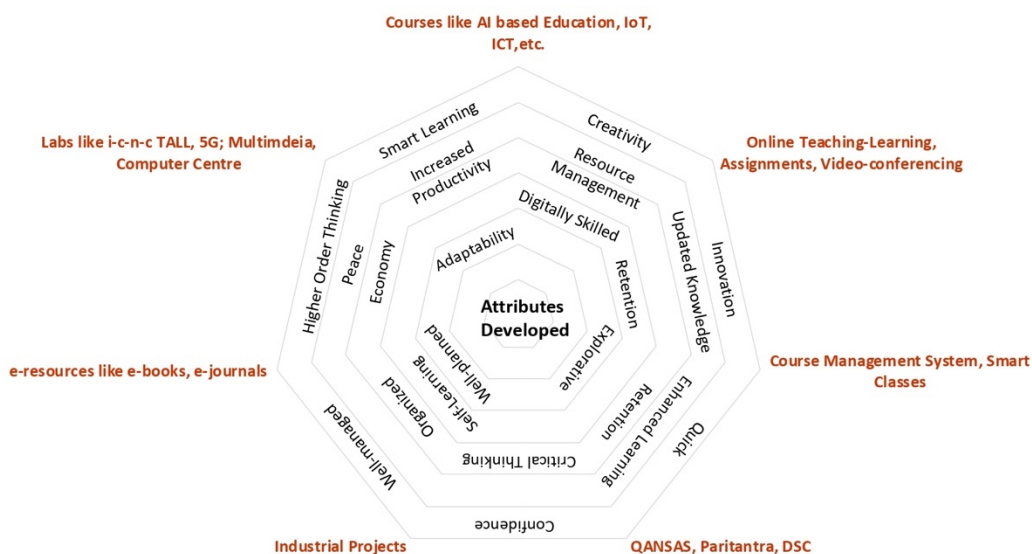 Courses like AI based Education, IoT,
ICT,etc.
Labs like i-c-n-c TALL, 5G; Multimdeia,
Computer Centre
Online Teaching-Learning,
Assignments, Video-conferencing
Smart Learning
Creativity
Increased
Productivity
Resource
Management
Digitally Skilled
Adaptability
Higher Order Thinking
Peace
Economy
Retention
Updated Knowledge
Innovation
Attributes
Developed
Well-planned
Explorative
e-resources like e-books, e-journals
Course Management System, Smart
Classes
Self-Learning
Organized
Well-managed
Retention
Enhanced Learning
Quick
Critical Thinking
Confidence
Industrial Projects
QANSAS, Paritantra, DSC